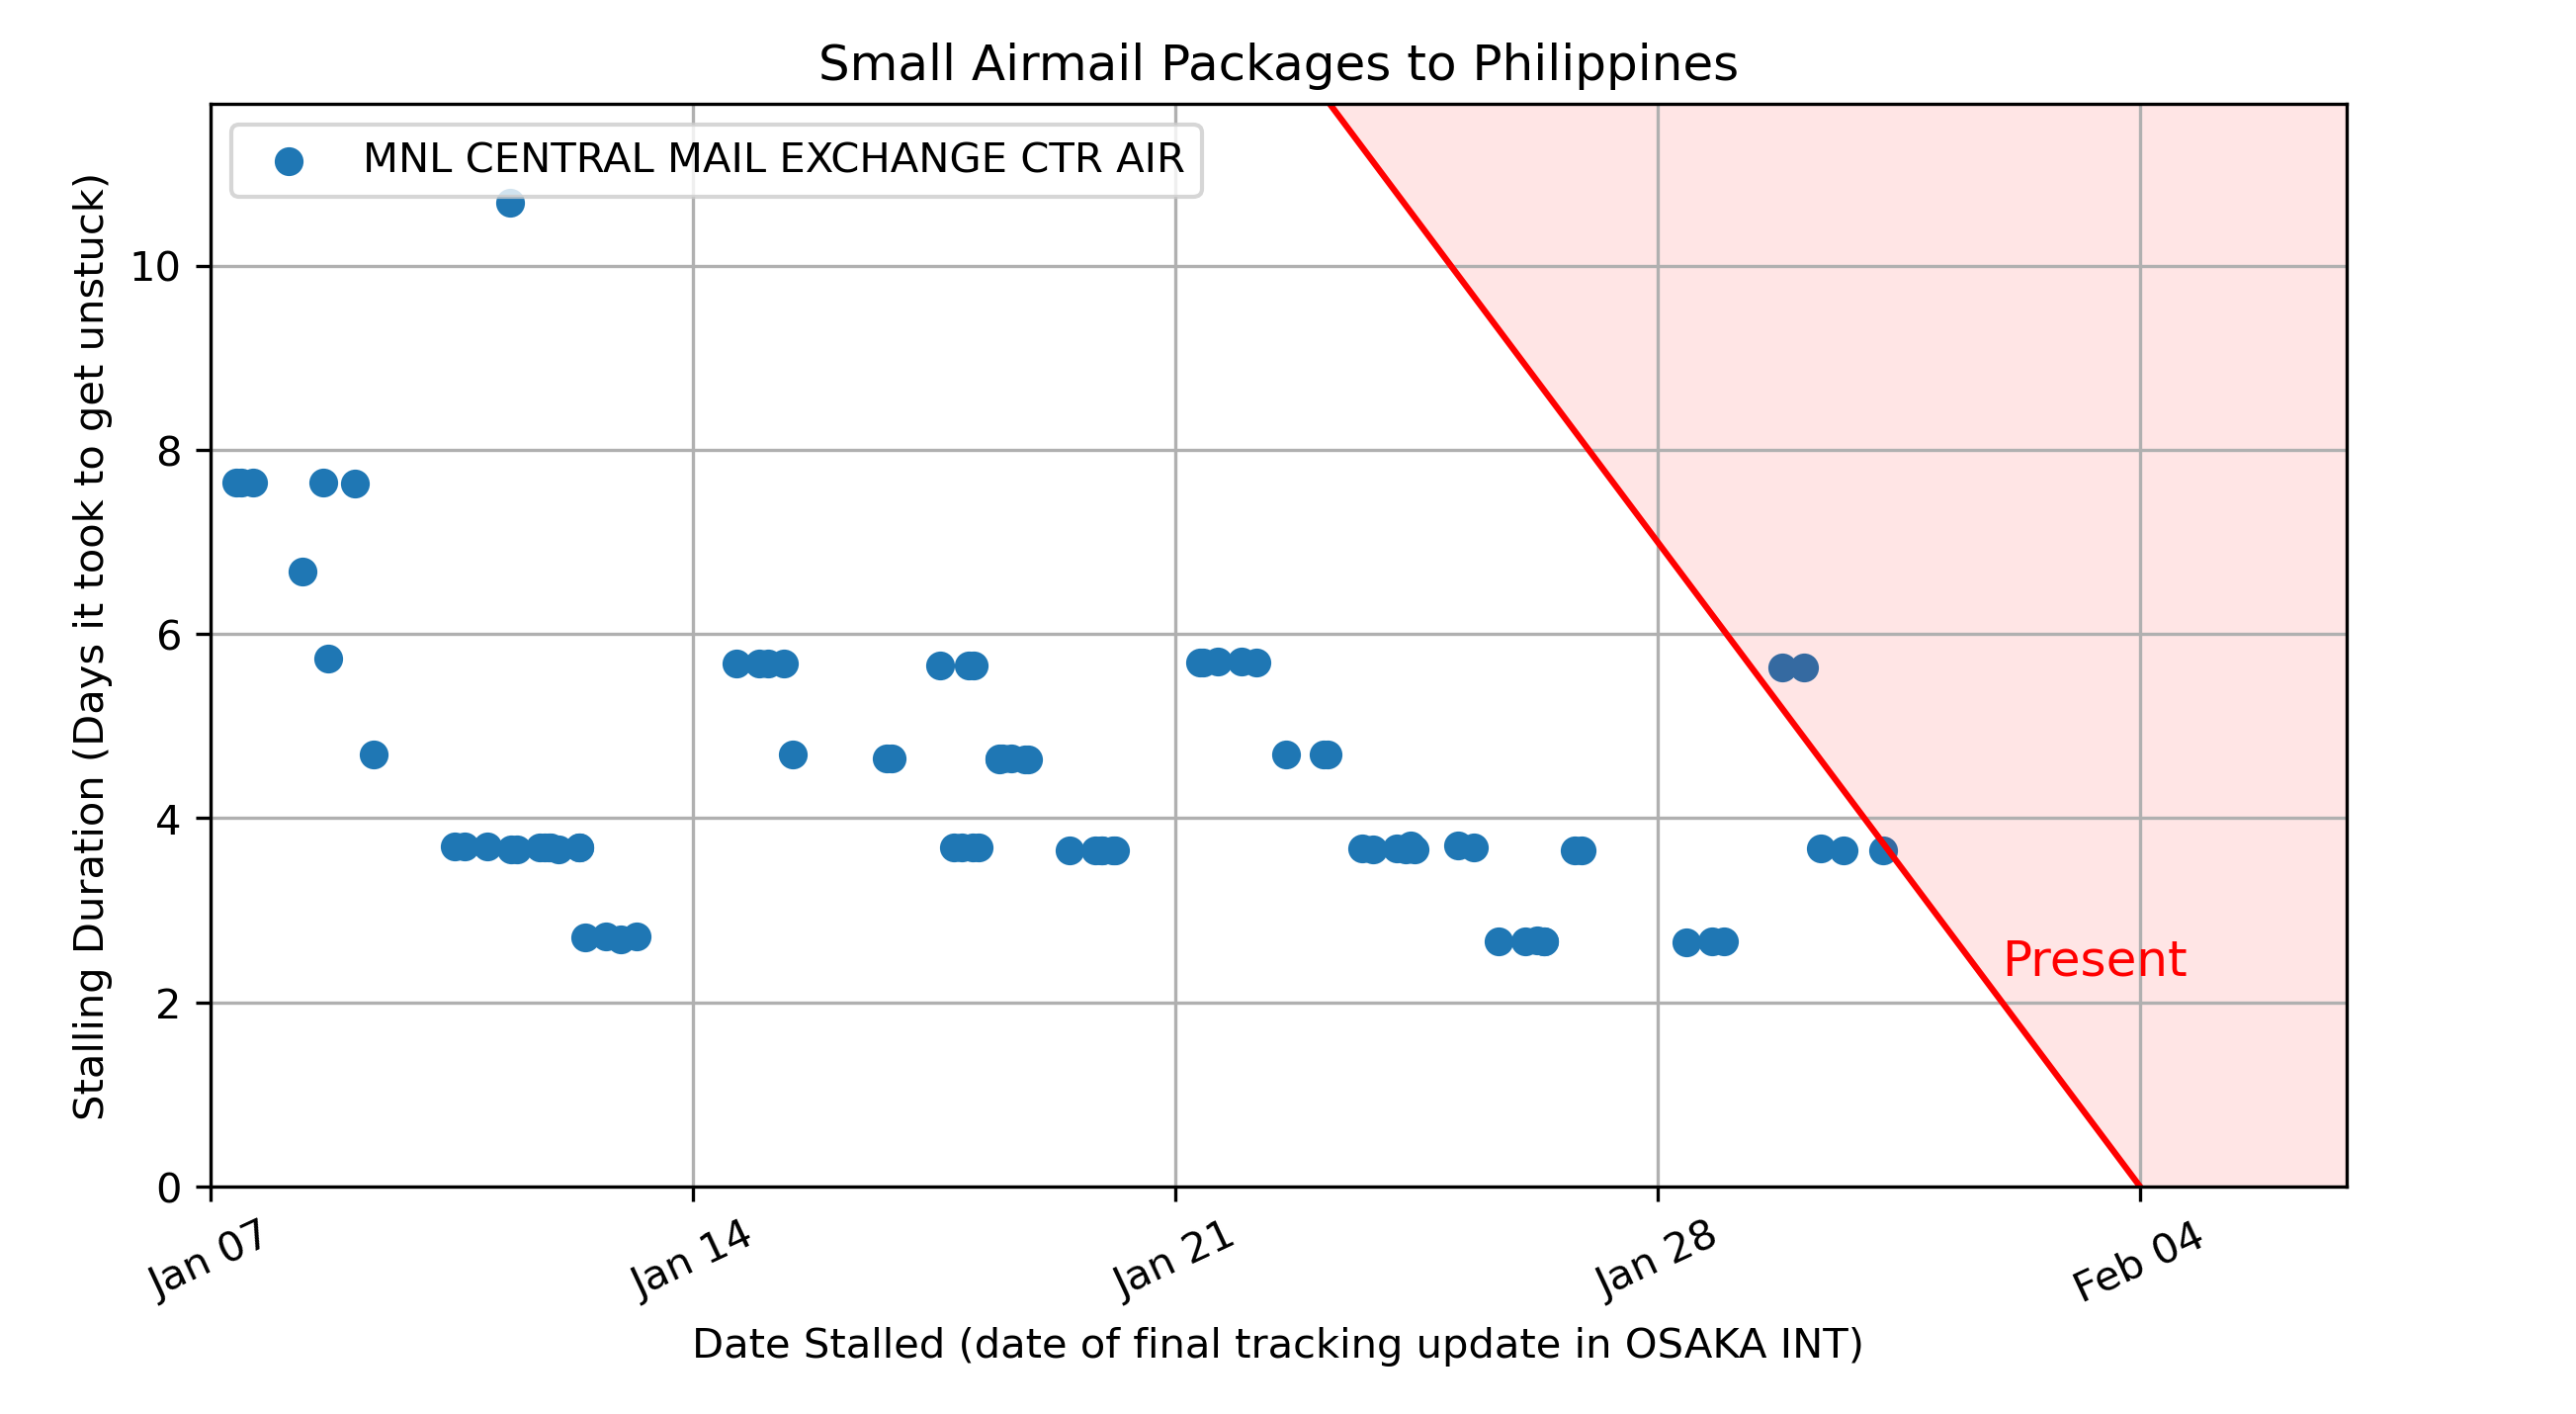 Small Airmail Packages to Philippines
MNL CENTRAL MAIL EXCHANGE CTR AIR
Stalling Duration (Days it took to get unstuck)
10
8
6
4
2
0
Present
Jan 07
Jan 14
Jan 21
Jan 28
Feb 04
Date Stalled (date of final tracking update in OSAKA INT)